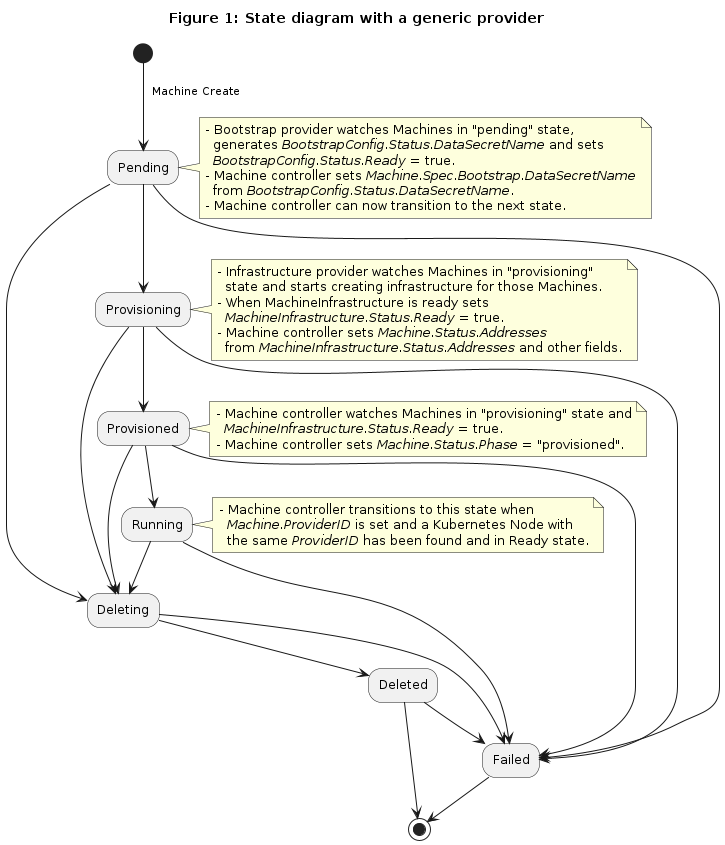 Figure 1: State diagram with a generic provider
Machine Create
Pending
- Bootstrap provider watches Machines in "pending" state,
generates BootstrapConfig.Status.DataSecretName and sets
BootstrapConfig.Status.Ready = true.
- Machine controller sets Machine.Spec.Bootstrap.DataSecretName
from BootstrapConfig.Status.DataSecretName.
- Machine controller can now transition to the next state.
Provisioning
- Infrastructure provider watches Machines in "provisioning"
state and starts creating infrastructure for those Machines.
- When MachineInfrastructure is ready sets
MachineInfrastructure.Status.Ready = true.
- Machine controller sets Machine.Status.Addresses
from MachineInfrastructure.Status.Addresses and other fields.
Provisioned
- Machine controller watches Machines in "provisioning" state and
MachineInfrastructure.Status.Ready = true.
- Machine controller sets Machine.Status.Phase = "provisioned".
Running
- Machine controller transitions to this state when
Machine.ProviderID is set and a Kubernetes Node with
the same ProviderID has been found and in Ready state.
Deleting
Deleted
Failed